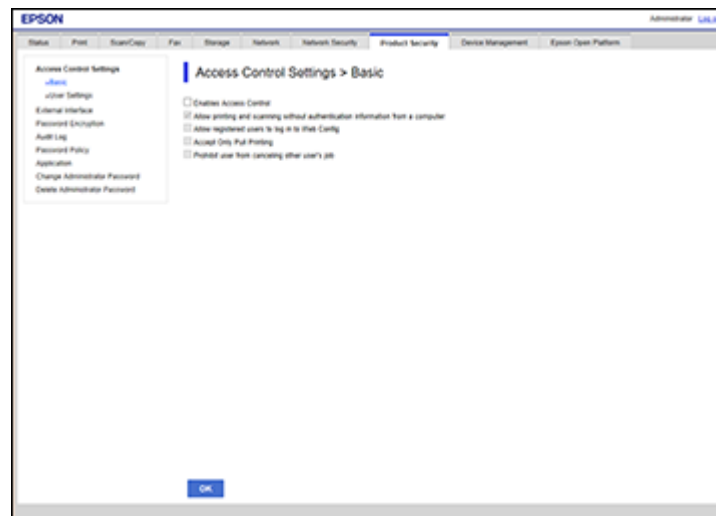 EPSON
Administrator Log
Status Print Scan/Copy Fax Storage Network Network Security Product Security Device Management Epson Open Platform
Access Control Settings
»Basic
»User Settings
External Interface
Password Encryption
Audit Log
Password Policy
Application
Change Administrator Password
Delete Administrator Password
Access Control Settings > Basic
Enables Access Control
Allow printing and scanning without authentication information from a computer
Allow registered users to log in to Web Config
Accept Only Pull Printing
Prohibit user from canceling other user's job
OK